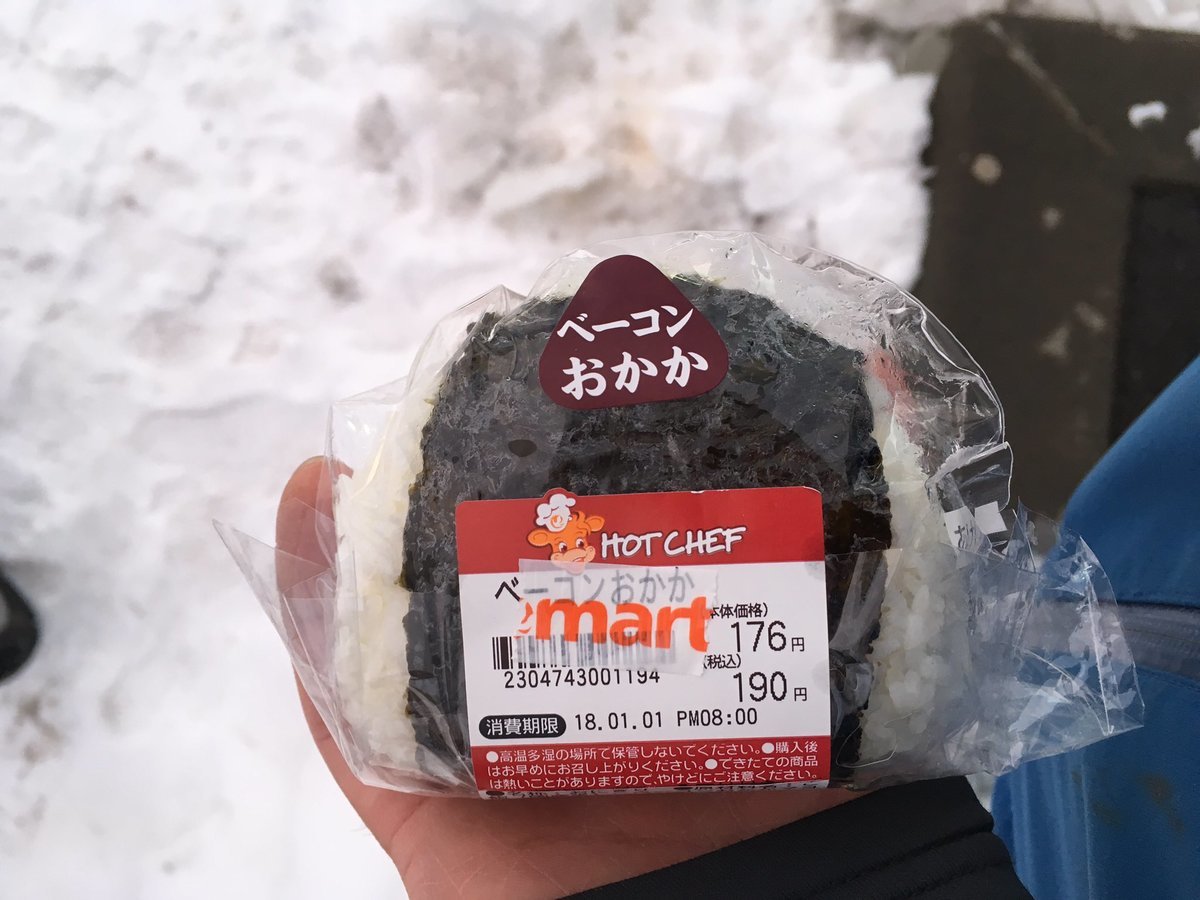 ベーコン
おかか
HOT CHEF
ベーコンおかか
mart
本体価格)
176円
2304743001194
(税込)
190円
消費期限 18.01.01 PM08:00
●高温多湿の場所で保管しないでください。●購入後
はお早めにお召し上がりください。●できたての商品
は熱いことがありますので、やけどにご注意ください。